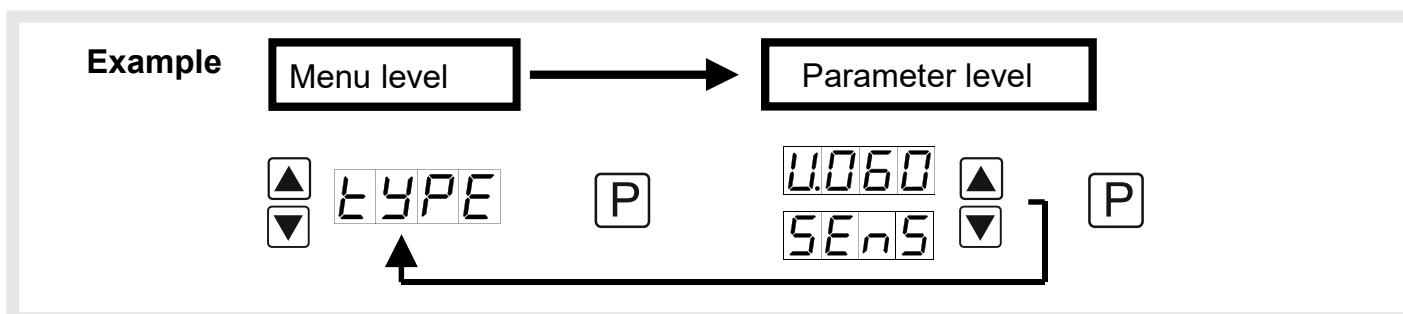 Example
Menu level
Parameter level
tYPE
P
U.060
SEnS
P